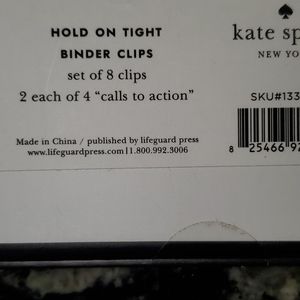 HOLD ON TIGHT
BINDER CLIPS
set of 8 clips
2 each of 4 “calls to action”
Made in China / published by lifeguard press
www.lifeguardpress.com | 1.800.992.3006
kate sp
NEW YO
SKU#133
8 25466 92